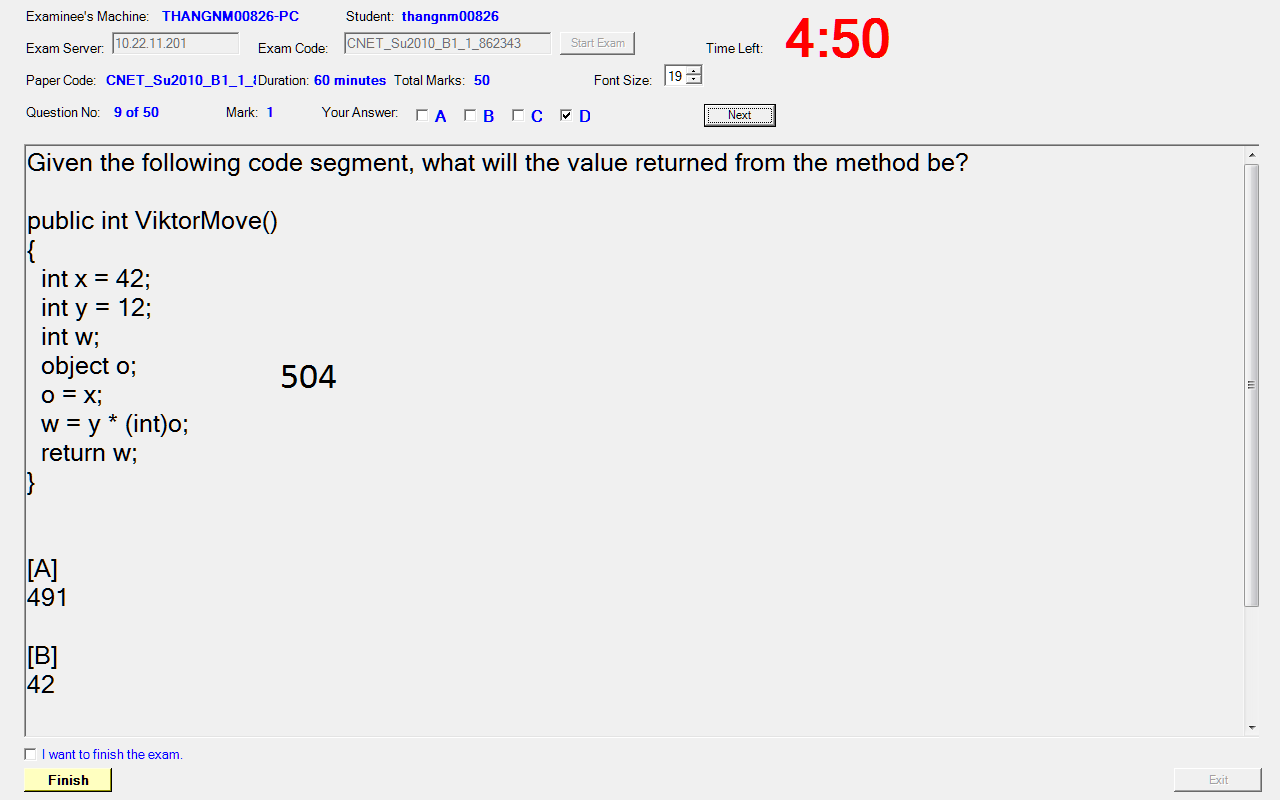 Examinee's Machine: THANGNM00826-PC Student: thangnm00826
Exam Server: 10.22.11.201 Exam Code: CNET_Su2010_B1_1_862343 Start Exam Time Left: 4:50
Paper Code: CNET_Su2010_B1_1_ Duration: 60 minutes Total Marks: 50 Font Size: 19
Question No: 9 of 50 Mark: 1 Your Answer: A B C D Next
Given the following code segment, what will the value returned from the method be?
public int ViktorMove()
{
int x = 42;
int y = 12;
int w;
object o;
o = x;
504
w = y * (int)o;
return w;
}
[A]
491
[B]
42
I want to finish the exam.
Finish Exit